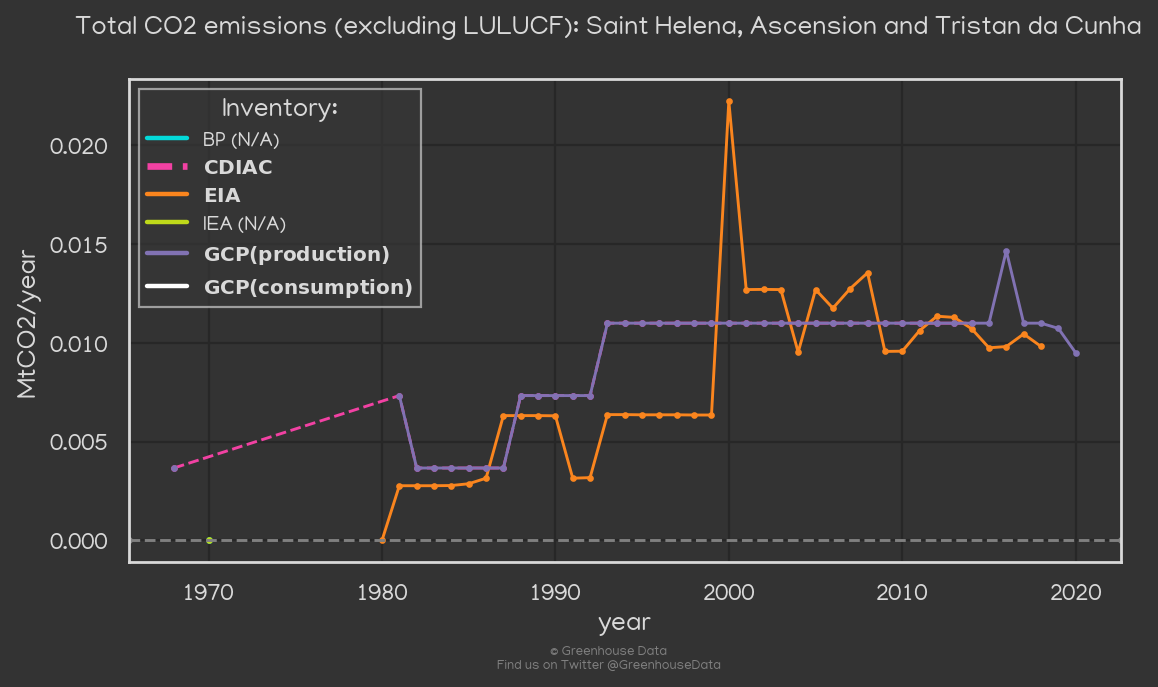 Total CO2 emissions (excluding LULUCF): Saint Helena, Ascension and Tristan da Cunha
Inventory:
BP (N/A)
CDIAC
EIA
IEA (N/A)
GCP(production)
GCP(consumption)
0.020
0.015
0.010
0.005
0.000
MtCO2/year
1970 1980 1990 2000 2010 2020
year
© Greenhouse Data
Find us on Twitter @GreenhouseData